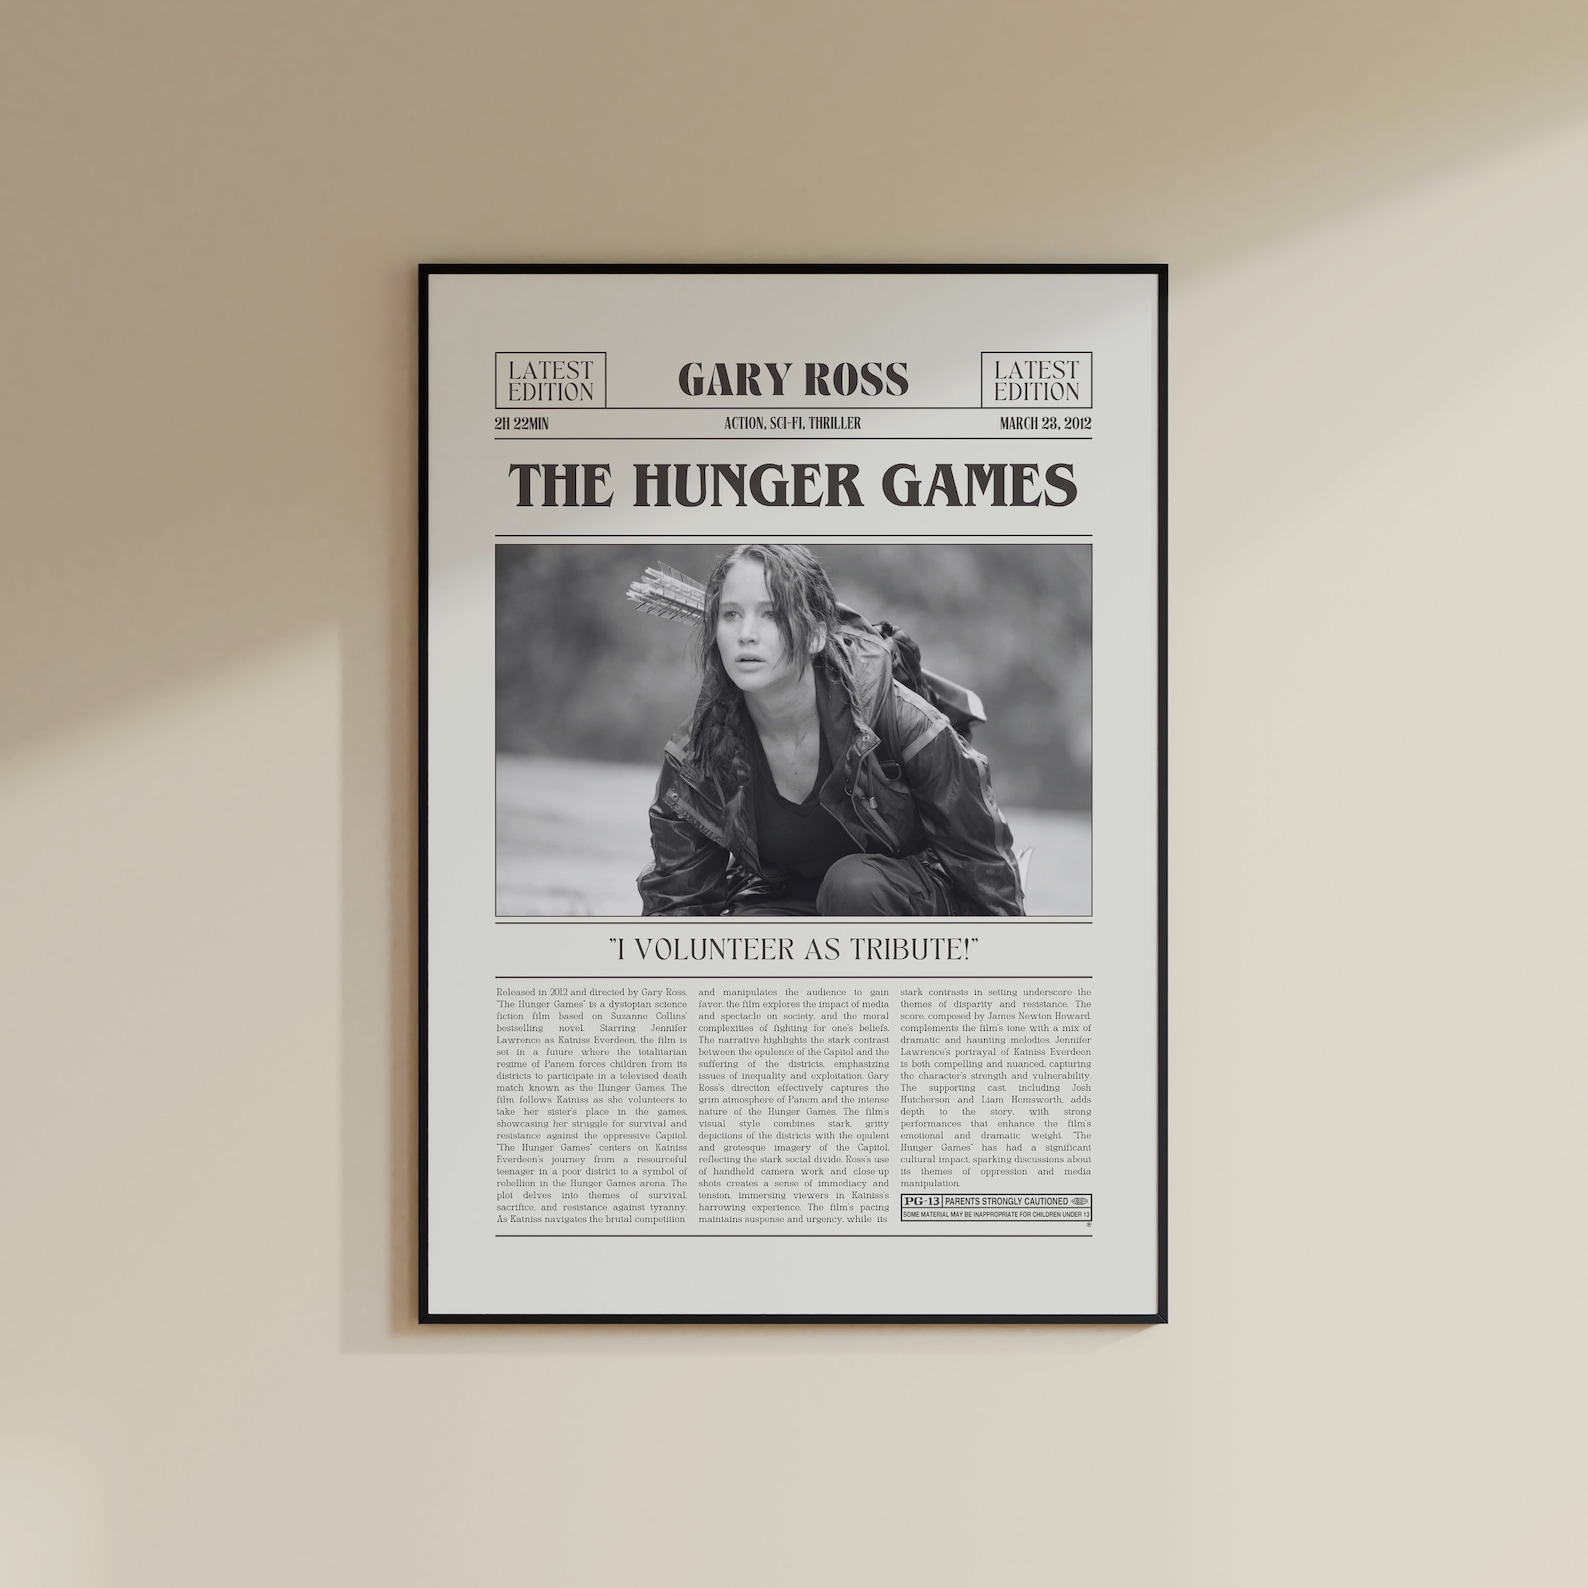 LATEST
EDITION
GARY ROSS
LATEST
EDITION
2H 22MIN
ACTION, SCI-FI, THRILLER
MARCH 23, 2012
THE HUNGER GAMES
"I VOLUNTEER AS TRIBUTE!"
Released in 2012 and directed by Gary Ross,
"The Hunger Games" is a dystopian science
fiction film based on Suzanne Collins'
bestselling novel. Starring Jennifer
Lawrence as Katniss Everdeen, the film is
set in a future where the totalitarian
regime of Panem forces children from its
districts to participate in a televised death
match known as the Hunger Games. The
film follows Katniss as she volunteers to
take her sister's place in the games,
showcasing her struggle for survival and
resistance against the oppressive Capitol.
"The Hunger Games" centers on Katniss
Everdeen's journey from a resourceful
teenager in a poor district to a symbol of
rebellion in the Hunger Games arena. The
plot delves into themes of survival,
sacrifice, and resistance against tyranny.
As Katniss navigates the brutal competition
and manipulates the audience to gain
favor, the film explores the impact of media
and spectacle on society, and the moral
complexities of fighting for one's beliefs.
The narrative highlights the stark contrast
between the opulence of the Capitol and the
suffering of the districts, emphasizing
issues of inequality and exploitation. Gary
Ross's direction effectively captures the
grim atmosphere of Panem and the intense
nature of the Hunger Games. The film's
visual style combines stark, gritty
depictions of the districts with the opulent
and grotesque imagery of the Capitol,
reflecting the stark social divide. Ross's use
of handheld camera work and close-up
shots creates a sense of immediacy and
tension, immersing viewers in Katniss's
harrowing experience. The film's pacing
maintains suspense and urgency, while its
stark contrasts in setting underscore the
themes of disparity and resistance. The
score, composed by James Newton Howard,
complements the film's tone with a mix of
dramatic and haunting melodies. Jennifer
Lawrence's portrayal of Katniss Everdeen
is both compelling and nuanced, capturing
the character's strength and vulnerability.
The supporting cast, including Josh
Hutcherson and Liam Hemsworth, adds
depth to the story, with strong
performances that enhance the film's
emotional and dramatic weight. "The
Hunger Games" has had a significant
cultural impact, sparking discussions about
its themes of oppression and media
manipulation.
PG-13 PARENTS STRONGLY CAUTIONED
SOME MATERIAL MAY BE INAPPROPRIATE FOR CHILDREN UNDER 13
®